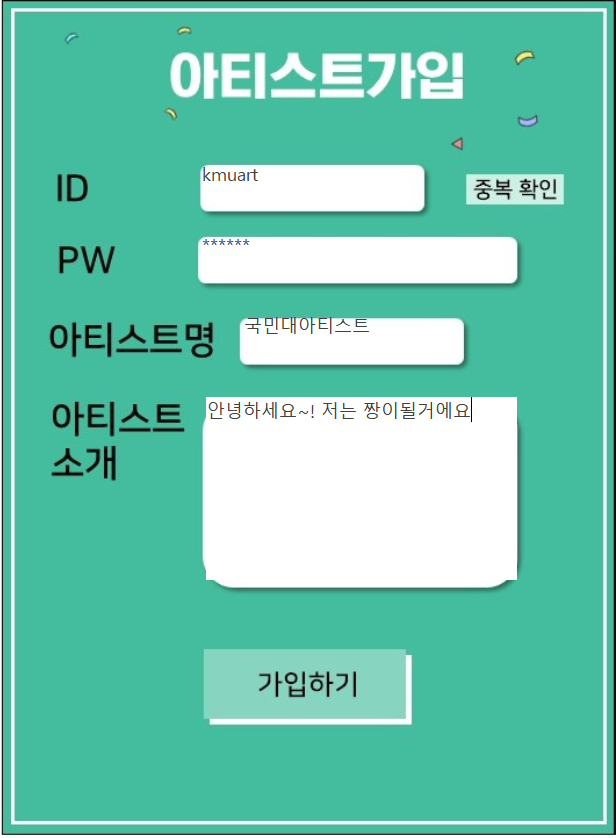 아티스트가입
ID
kmuart
중복 확인
PW
******
아티스트명
국민대아티스트
아티스트
소개
안녕하세요~! 저는 짱이될거에요
가입하기